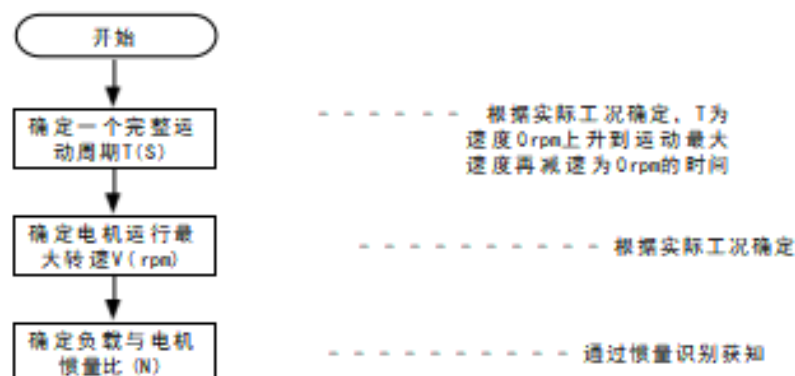 开始
确定一个完整运
动周期T(S)
- - - - - - 根据实际工况确定，T为
速度0rpm上升到运动最大
速度再减速为0rpm的时间
确定电机运行最
大转速V(rpm)
- - - - - - - - - - 根据实际工况确定
确定负载与电机
惯量比 (N)
- - - - - - - - - - 通过惯量识别获知